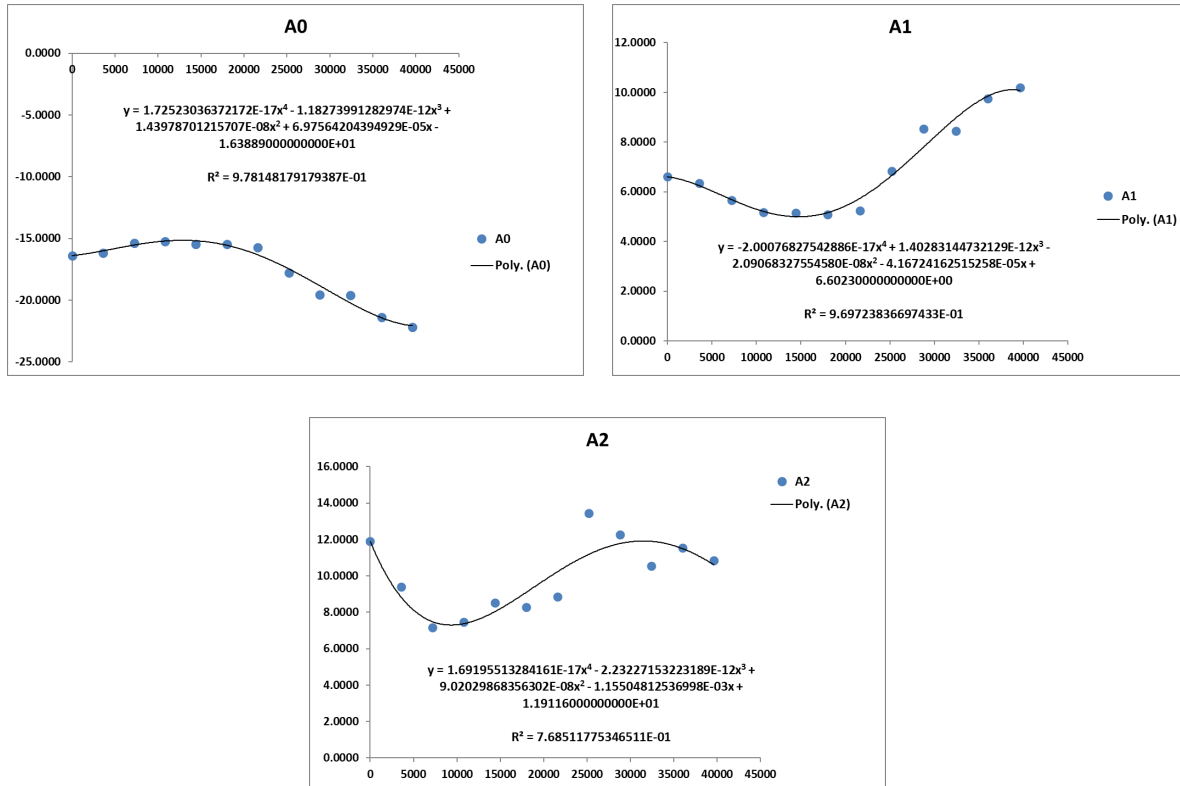 A0
0.0000
0 5000 10000 15000 20000 25000 30000 35000 40000 45000
-5.0000
y = 1.72523036372172E-17x⁴ - 1.18273991282974E-12x³ +
1.43978701215707E-08x² + 6.97564204394929E-05x -
1.63889000000000E+01
R² = 9.78148179179387E-01
-10.0000
-15.0000
A0
Poly. (A0)
-20.0000
-25.0000
A1
12.0000
10.0000
8.0000
6.0000
A1
Poly. (A1)
4.0000
y = -2.00076827542886E-17x⁴ + 1.40283144732129E-12x³ -
2.09068327554580E-08x² - 4.16724162515258E-05x +
6.60230000000000E+00
2.0000
R² = 9.69723836697433E-01
0.0000
0 5000 10000 15000 20000 25000 30000 35000 40000 45000
A2
16.0000
A2
Poly. (A2)
14.0000
12.0000
10.0000
8.0000
6.0000
4.0000
y = 1.69195513284161E-17x⁴ - 2.23227153223189E-12x³ +
9.02029868356302E-08x² - 1.15504812536998E-03x +
1.19116000000000E+01
2.0000
R² = 7.68511775346511E-01
0.0000
0 5000 10000 15000 20000 25000 30000 35000 40000 45000